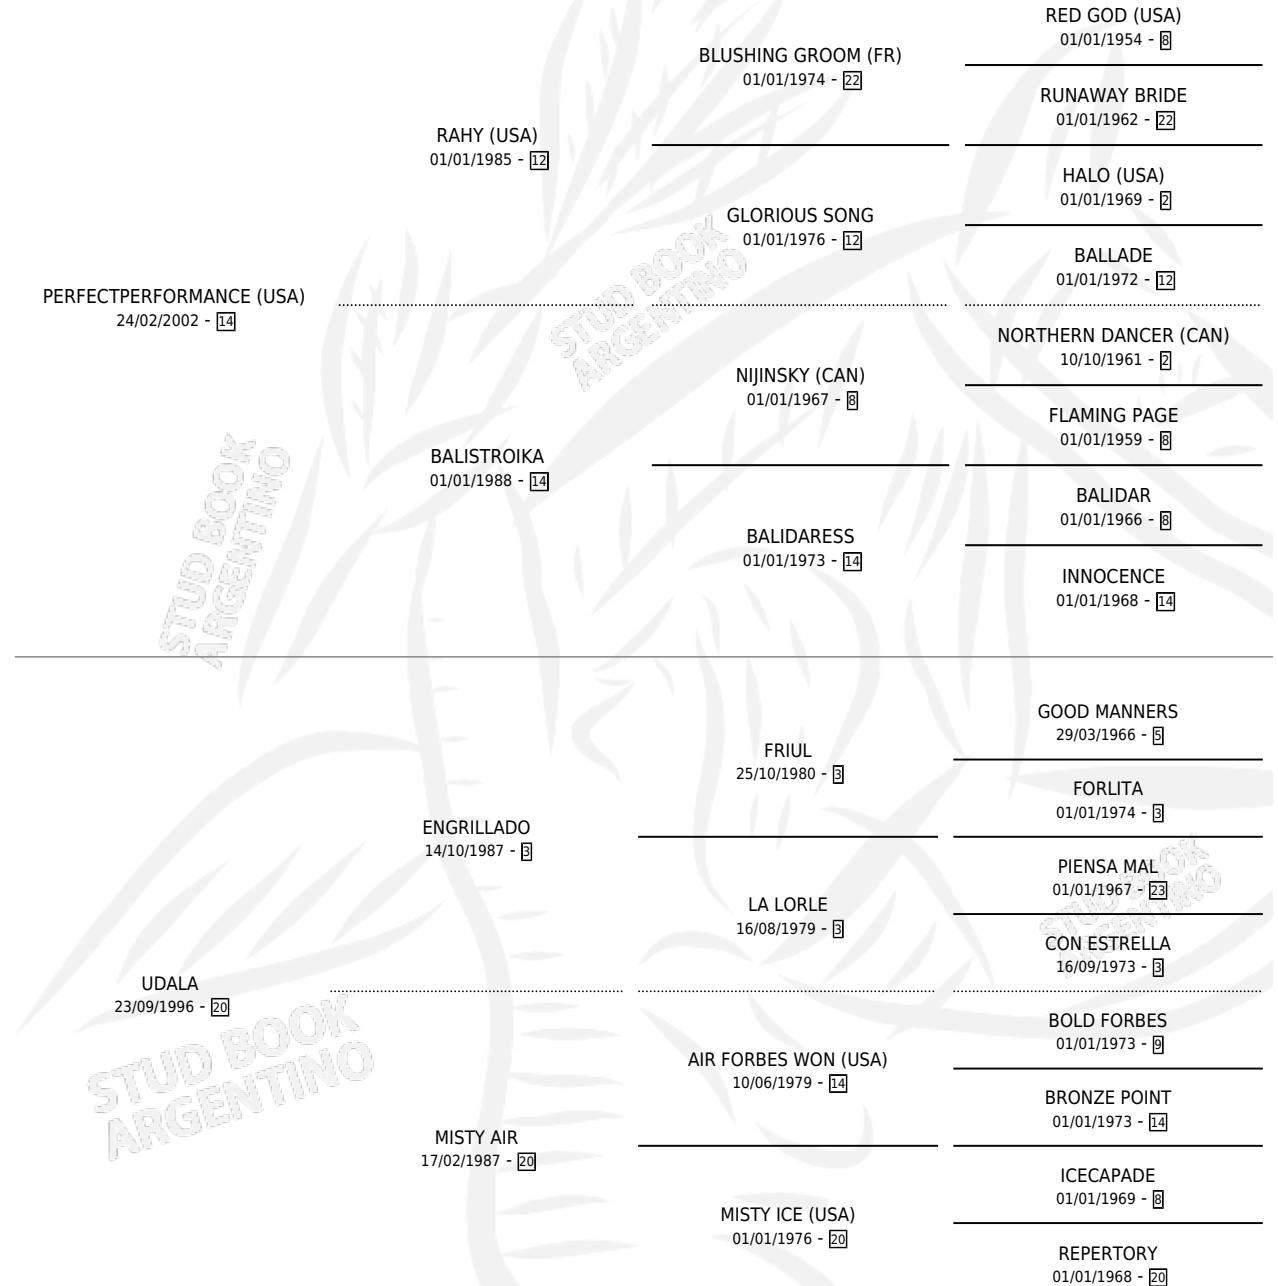 RED GOD (USA)
01/01/1954 - 8
BLUSHING GROOM (FR)
01/01/1974 - 22
RUNAWAY BRIDE
01/01/1962 - 22
RAHY (USA)
01/01/1985 - 12
HALO (USA)
01/01/1969 - 2
GLORIOUS SONG
01/01/1976 - 12
BALLADE
01/01/1972 - 12
PERFECTPERFORMANCE (USA)
24/02/2002 - 14
STUD BOOK
ARGENTINO
NORTHERN DANCER (CAN)
10/10/1961 - 2
NIJINSKY (CAN)
01/01/1967 - 8
FLAMING PAGE
01/01/1959 - 8
BALISTROIKA
01/01/1988 - 14
BALIDAR
01/01/1966 - 8
BALIDARESS
01/01/1973 - 14
INNOCENCE
01/01/1968 - 14
STUD BOOK
ARGENTINO
GOOD MANNERS
29/03/1966 - 5
FRIUL
25/10/1980 - 3
FORLITA
01/01/1974 - 3
ENGRILLADO
14/10/1987 - 3
PIENSA MAL
01/01/1967 - 23
LA LORLE
16/08/1979 - 3
STUD BOOK
ARGENTINO
CON ESTRELLA
16/09/1973 - 3
UDALA
23/09/1996 - 20
STUD BOOK
ARGENTINO
BOLD FORBES
01/01/1973 - 9
AIR FORBES WON (USA)
10/06/1979 - 14
BRONZE POINT
01/01/1973 - 14
MISTY AIR
17/02/1987 - 20
ICECAPADE
01/01/1969 - 8
MISTY ICE (USA)
01/01/1976 - 20
REPERTORY
01/01/1968 - 20